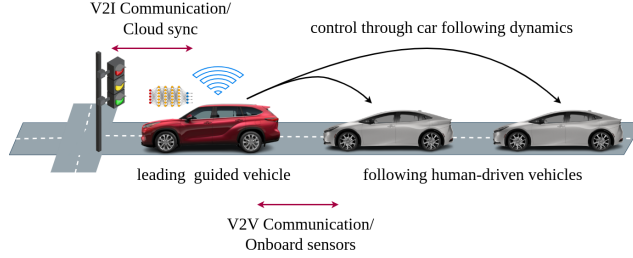 V2I Communication/
Cloud sync
control through car following dynamics
leading guided vehicle
following human-driven vehicles
V2V Communication/
Onboard sensors